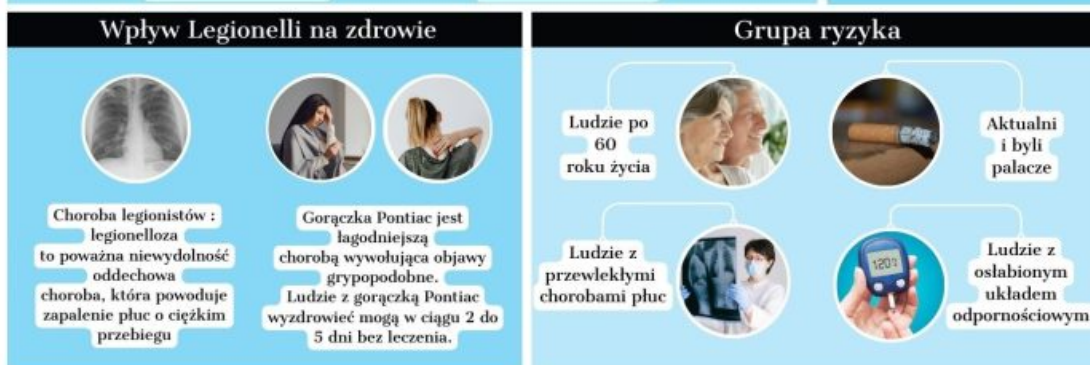 Wpływ Legionelli na zdrowie
Choroba legionistów :
legionelloza
to poważna niewydolność
oddechowa
choroba, która powoduje
zapalenie płuc o ciężkim
przebiegu
Gorączka Pontiac jest
łagodniejszą
chorobą wywołująca objawy
grypopodobne.
Ludzie z gorączką Pontiac
wyzdrowieć mogą w ciągu 2 do
5 dni bez leczenia.
Grupa ryzyka
Ludzie po
60
roku życia
Aktualni
i byli
palacze
Ludzie z
przewlekłymi
chorobami płuc
Ludzie z
osłabionym
układem
odpornościowym